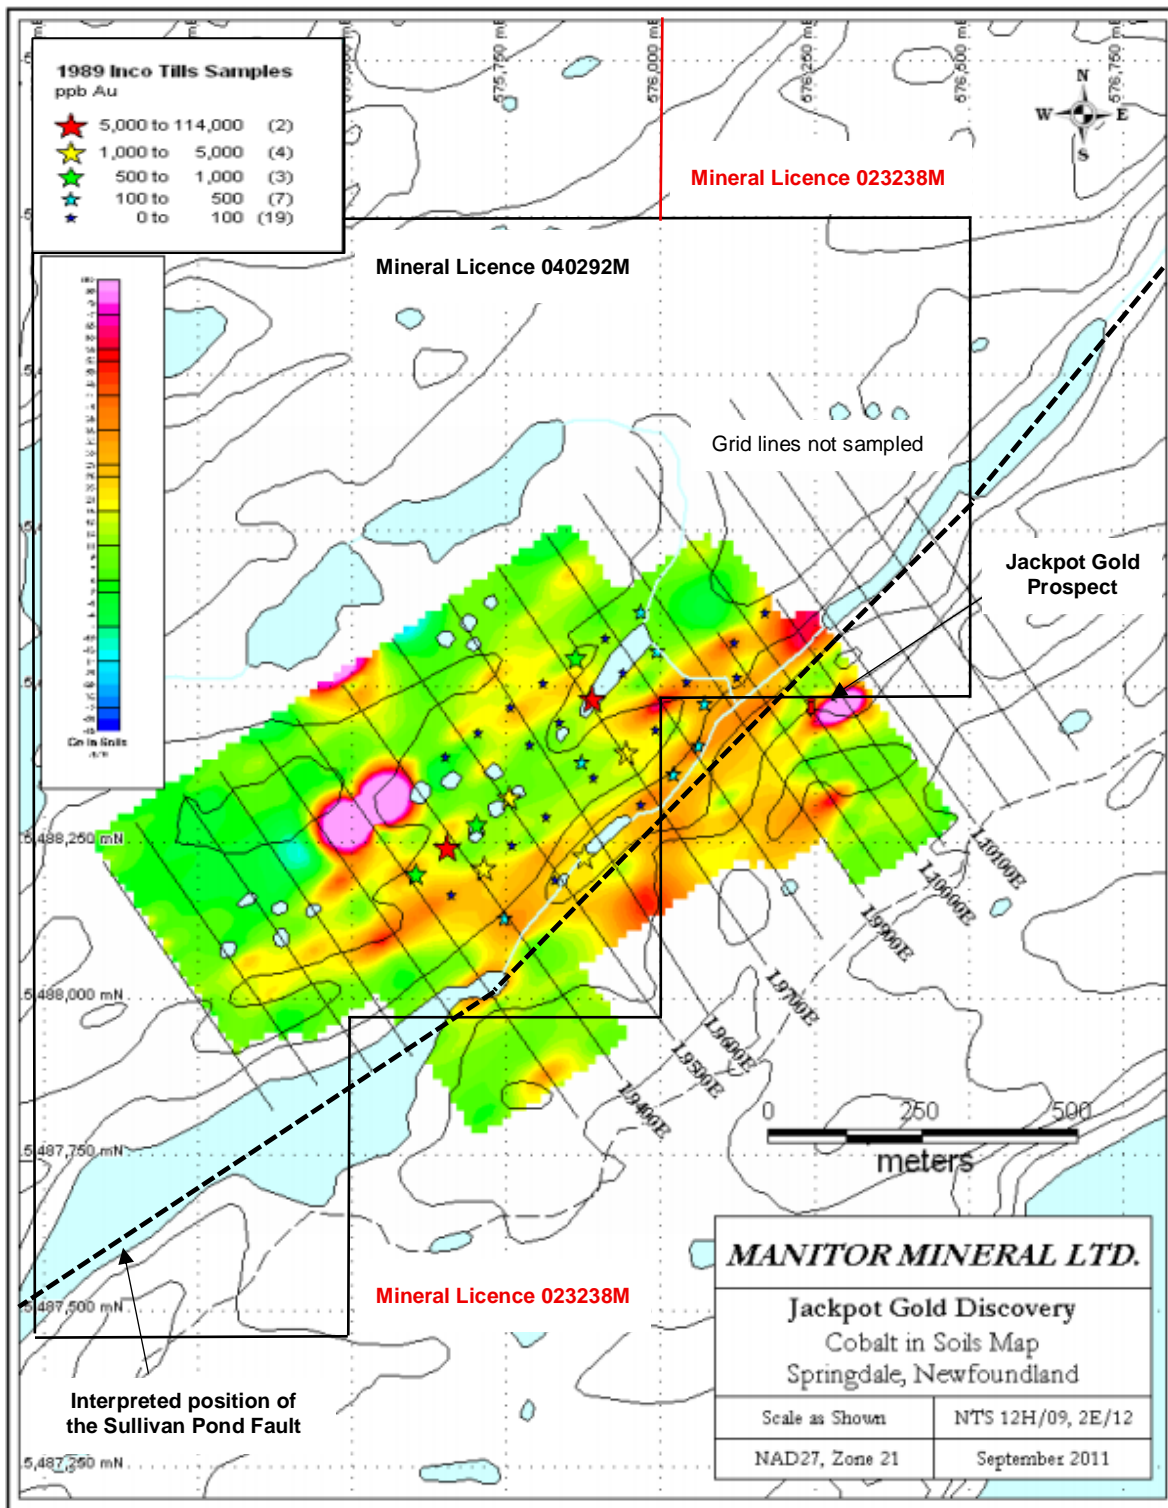 1989 Inco Tills Samples
ppb Au
5,000 to 114,000 (2)
1,000 to 5,000 (4)
500 to 1,000 (3)
100 to 500 (7)
0 to 100 (19)
575,750 mE
576,000 mE
576,250 mE
576,500 mE
576,750 mE
N
W E
S
Mineral Licence 023238M
Mineral Licence 040292M
Grid lines not sampled
Jackpot Gold
Prospect
Co in Soils
5,488,250 mN
5,488,000 mN
5,487,750 mN
5,487,500 mN
5,487,250 mN
L10100E
L10000E
L9900E
L9700E
L9600E
L9500E
L9400E
0 250 500
meters
Mineral Licence 023238M
Interpreted position of
the Sullivan Pond Fault
MANITOR MINERAL LTD.
Jackpot Gold Discovery
Cobalt in Soils Map
Springdale, Newfoundland
Scale as Shown NTS 12H/09, 2E/12
NAD27, Zone 21 September 2011